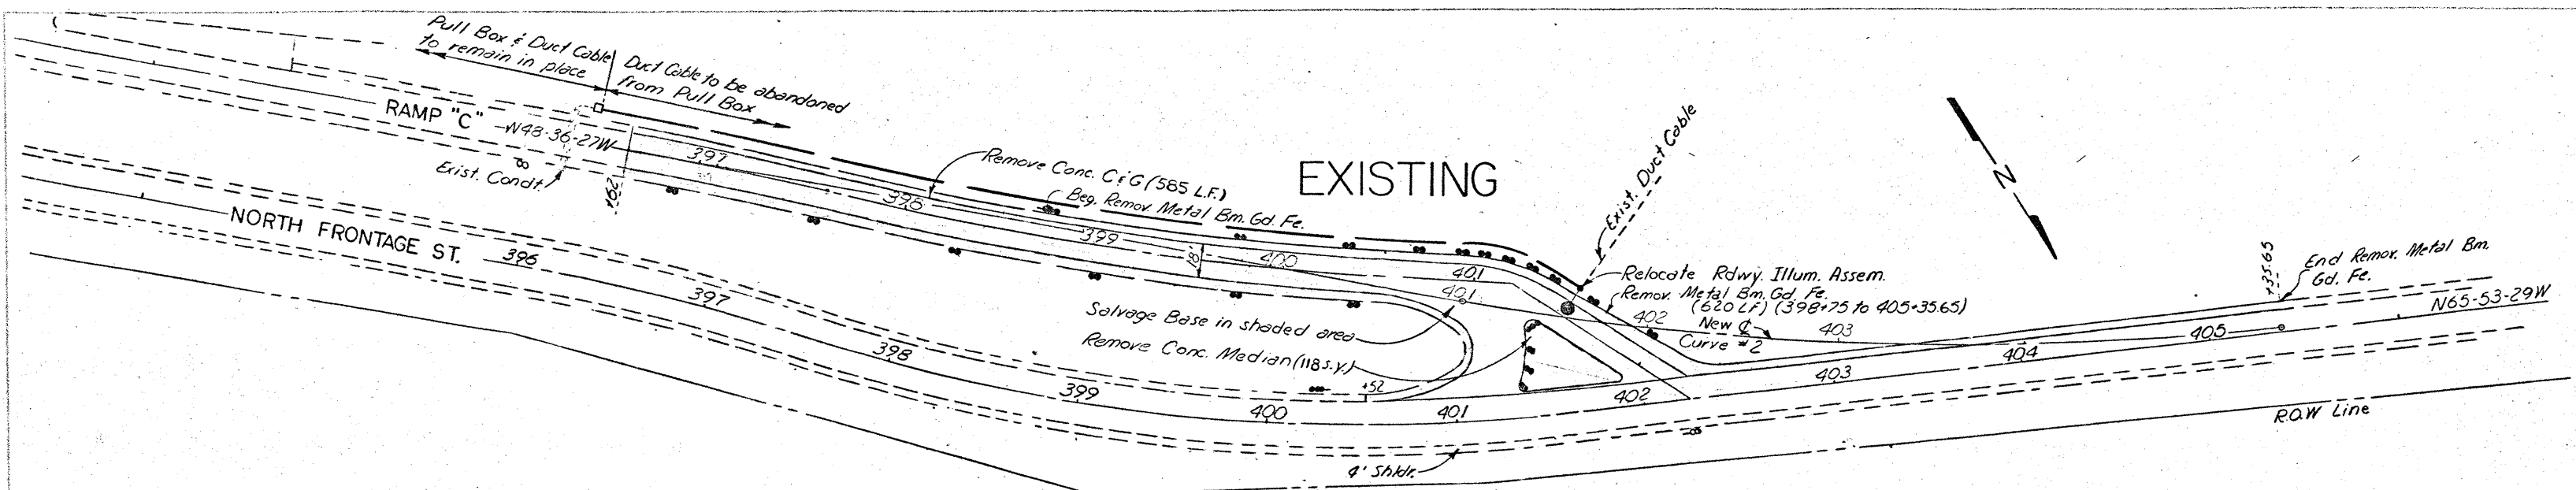 Pull Box & Duct Cable
to remain in place
Duct Cable to be abandoned
from Pull Box
RAMP "C"
N48-36-27W
Exist. Condt.
+62
397
398
399
400
401
Remove Conc. C&G (585 L.F.)
Beg. Remov. Metal Bm. Gd. Fe.
EXISTING
Exist. Duct Cable
N
18'
401
Relocate Rdwy. Illum. Assem.
Remov. Metal Bm. Gd. Fe.
(620 LF) (398+75 to 405+35.65)
402
New ℄
403
Curve #2
+35.65
End Remov. Metal Bm.
Gd. Fe.
N65-53-29W
Salvage Base in shaded area
Remove Conc. Median (118 s.y.)
NORTH FRONTAGE ST.
396
397
398
399
400
+52
401
402
403
404
405
4' Shldr.
R.O.W Line